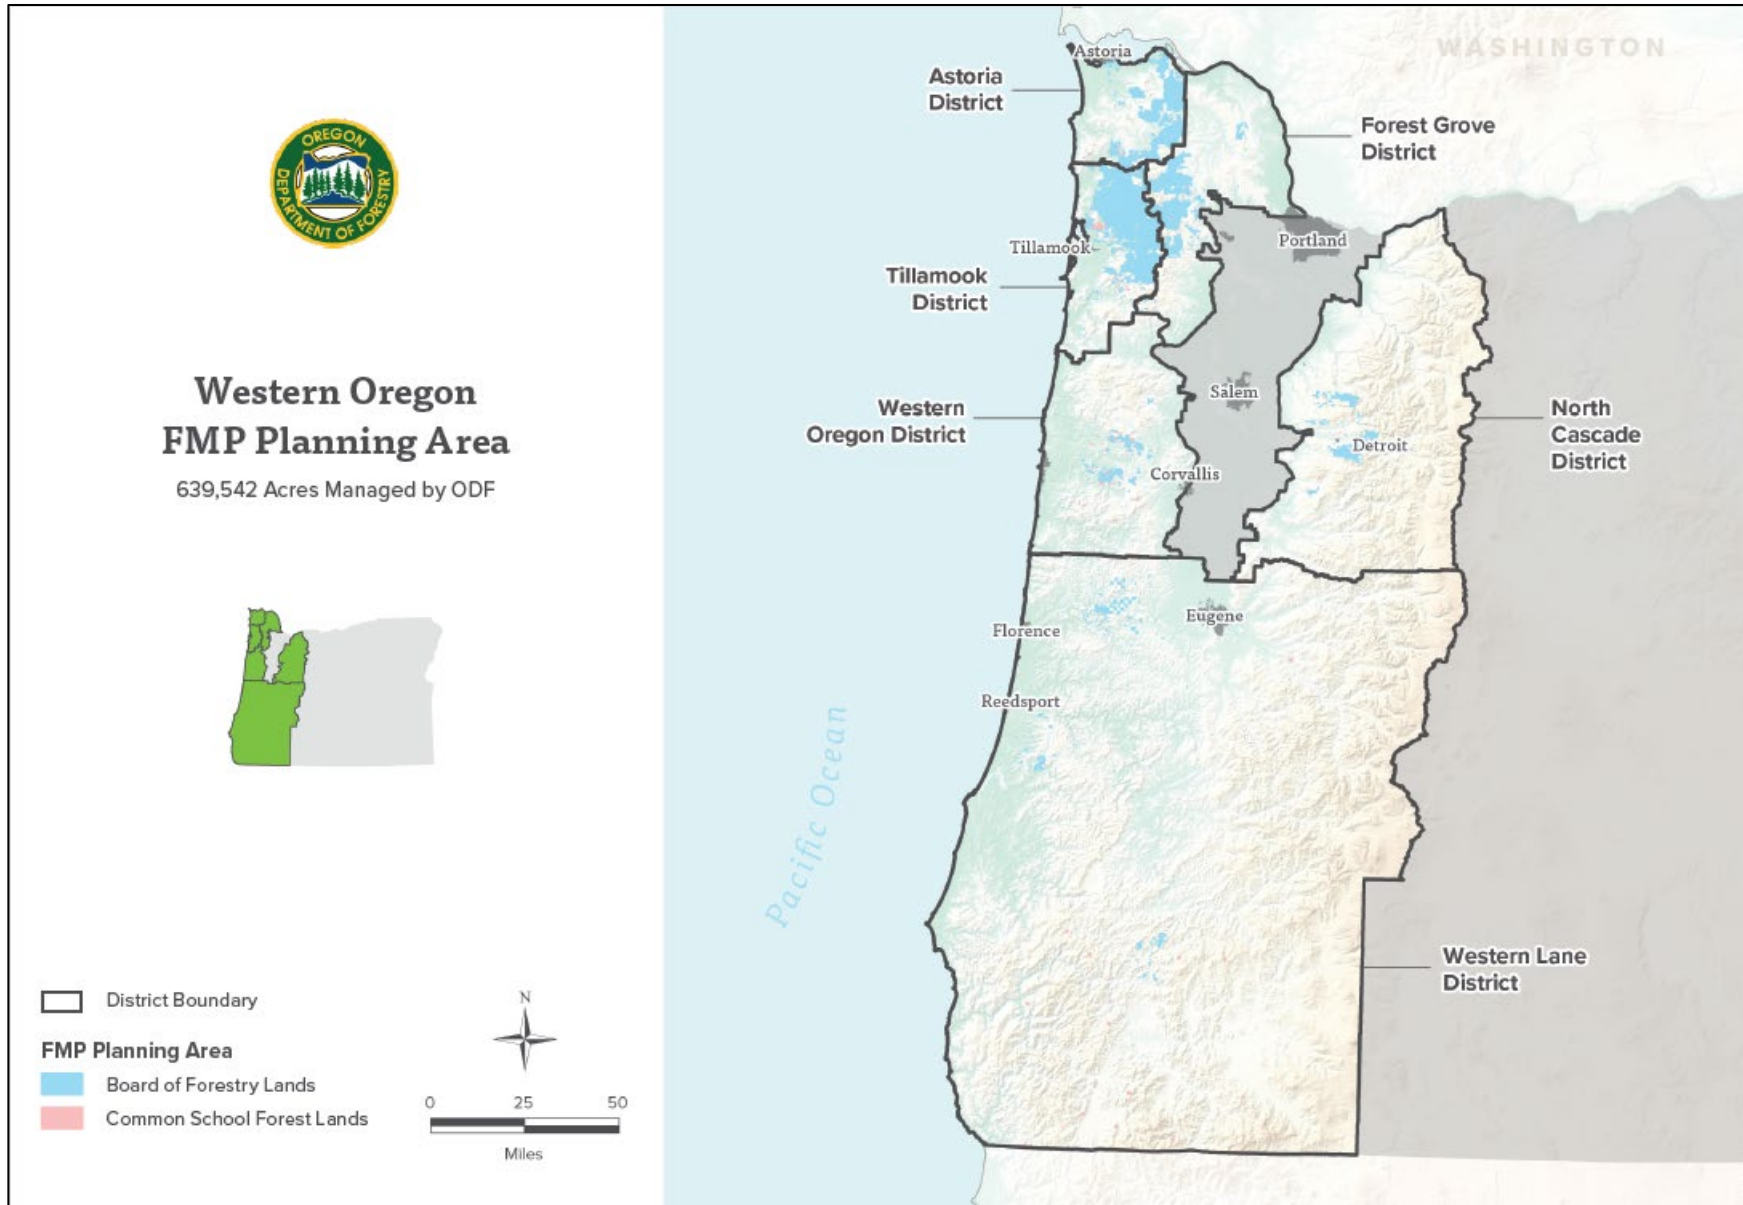 OREGON
DEPARTMENT OF FORESTRY
Western Oregon
FMP Planning Area
639,542 Acres Managed by ODF
District Boundary
FMP Planning Area
Board of Forestry Lands
Common School Forest Lands
N
0 25 50
Miles
WASHINGTON
Astoria
Astoria
District
Forest Grove
District
Tillamook
Portland
Tillamook
District
Salem
Western
Oregon District
North
Cascade
District
Detroit
Corvallis
Eugene
Florence
Reedsport
Pacific Ocean
Western Lane
District